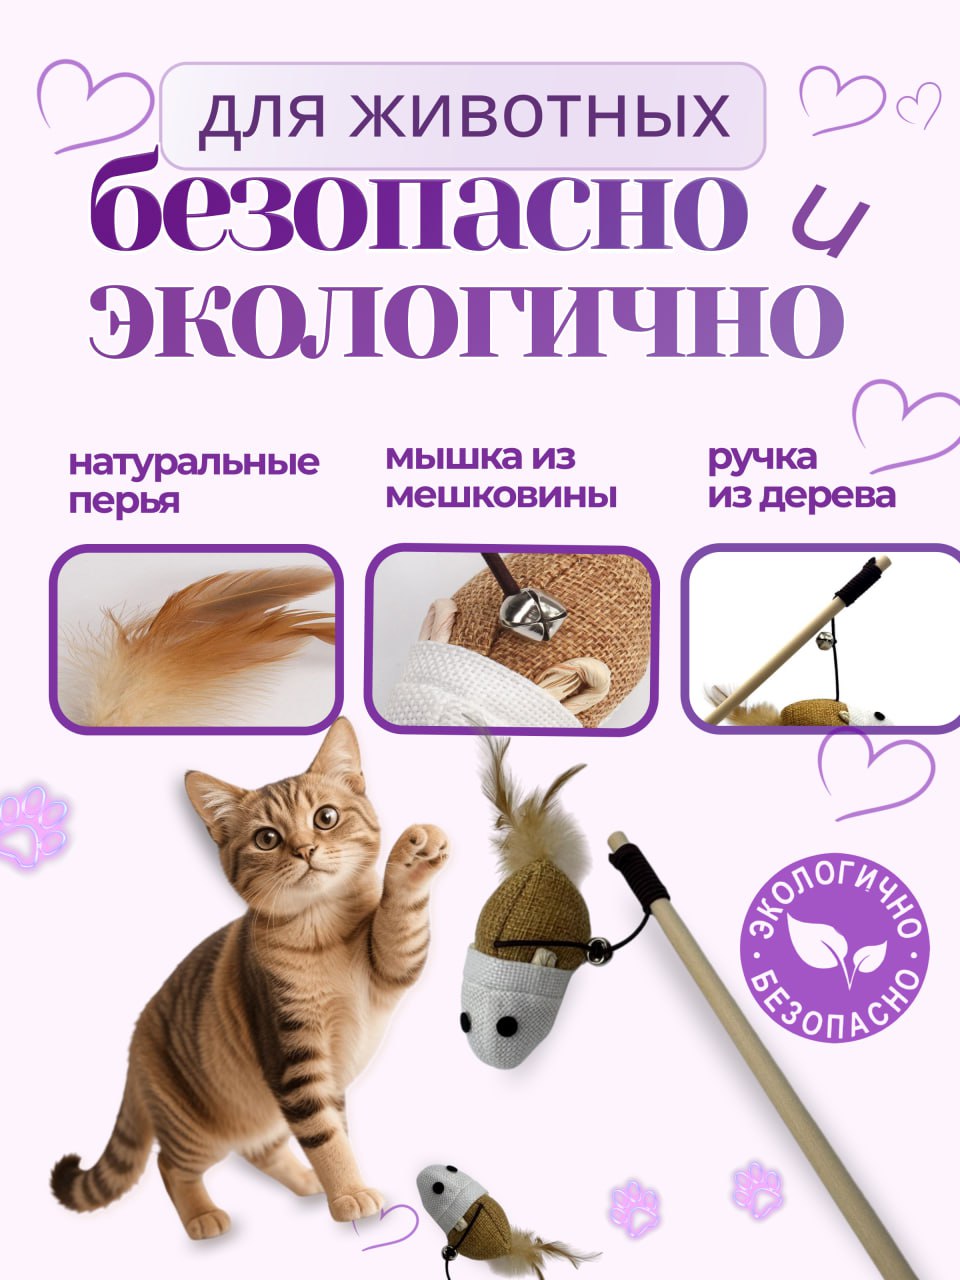 для животных
безопасно и
экологично
натуральные
перья
мышка из
мешковины
ручка
из дерева
ЭКОЛОГИЧНО
БЕЗОПАСНО